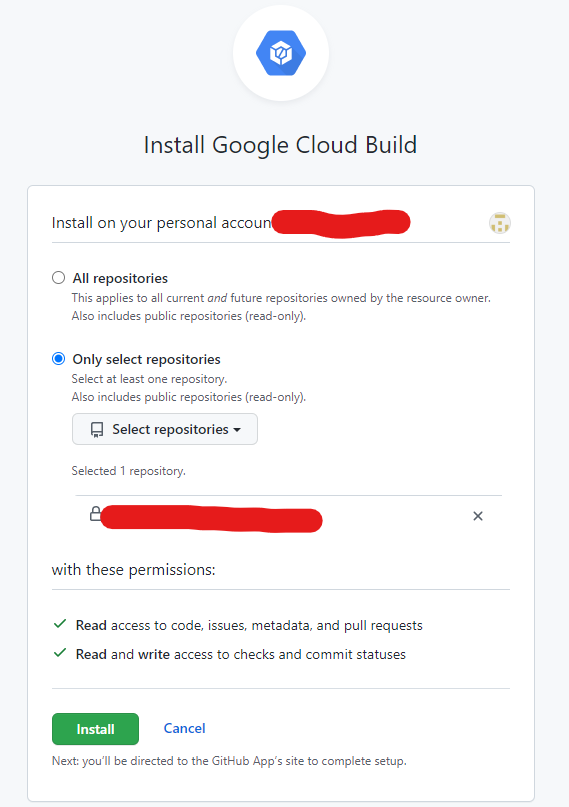 Install Google Cloud Build
Install on your personal accoun
All repositories
This applies to all current and future repositories owned by the resource owner.
Also includes public repositories (read-only).
Only select repositories
Select at least one repository.
Also includes public repositories (read-only).
Select repositories
Selected 1 repository.
with these permissions:
Read access to code, issues, metadata, and pull requests
Read and write access to checks and commit statuses
Install Cancel
Next: you'll be directed to the GitHub App's site to complete setup.